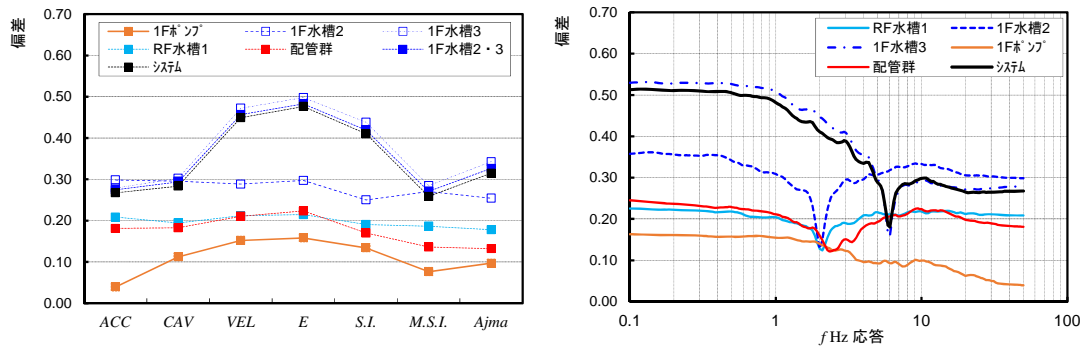 偏差
0.70
0.60
0.50
0.40
0.30
0.20
0.10
0.00
1Fﾎﾟﾝﾌﾟ 1F水槽2 1F水槽3
RF水槽1 配管群 1F水槽2・3
ｼｽﾃﾑ
ACC CAV VEL E S.I. M.S.I. Ajma
偏差
0.70
0.60
0.50
0.40
0.30
0.20
0.10
0.00
RF水槽1 1F水槽2
1F水槽3 1Fﾎﾟﾝﾌﾟ
配管群 ｼｽﾃﾑ
0.1 1 10 100
f Hz 応答